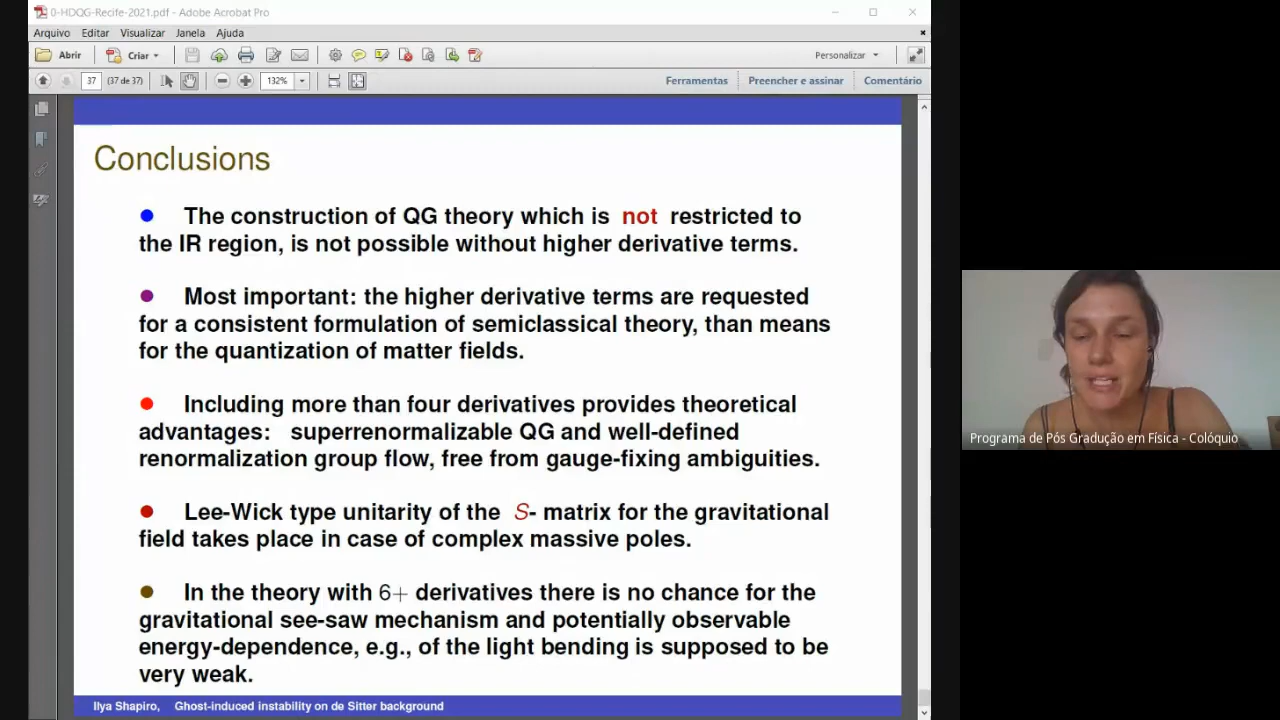 0-HDQG-Recife-2021.pdf - Adobe Acrobat Pro
Arquivo Editar Visualizar Janela Ajuda
Abrir Criar Personalizar
37 (37 de 37) 132% Ferramentas Preencher e assinar Comentário
Conclusions
The construction of QG theory which is not restricted to
the IR region, is not possible without higher derivative terms.
Most important: the higher derivative terms are requested
for a consistent formulation of semiclassical theory, than means
for the quantization of matter fields.
Including more than four derivatives provides theoretical
advantages: superrenormalizable QG and well-defined
renormalization group flow, free from gauge-fixing ambiguities.
Lee-Wick type unitarity of the S- matrix for the gravitational
field takes place in case of complex massive poles.
In the theory with 6+ derivatives there is no chance for the
gravitational see-saw mechanism and potentially observable
energy-dependence, e.g., of the light bending is supposed to be
very weak.
Ilya Shapiro, Ghost-induced instability on de Sitter background
Programa de Pós Gradução em Física - Colóquio